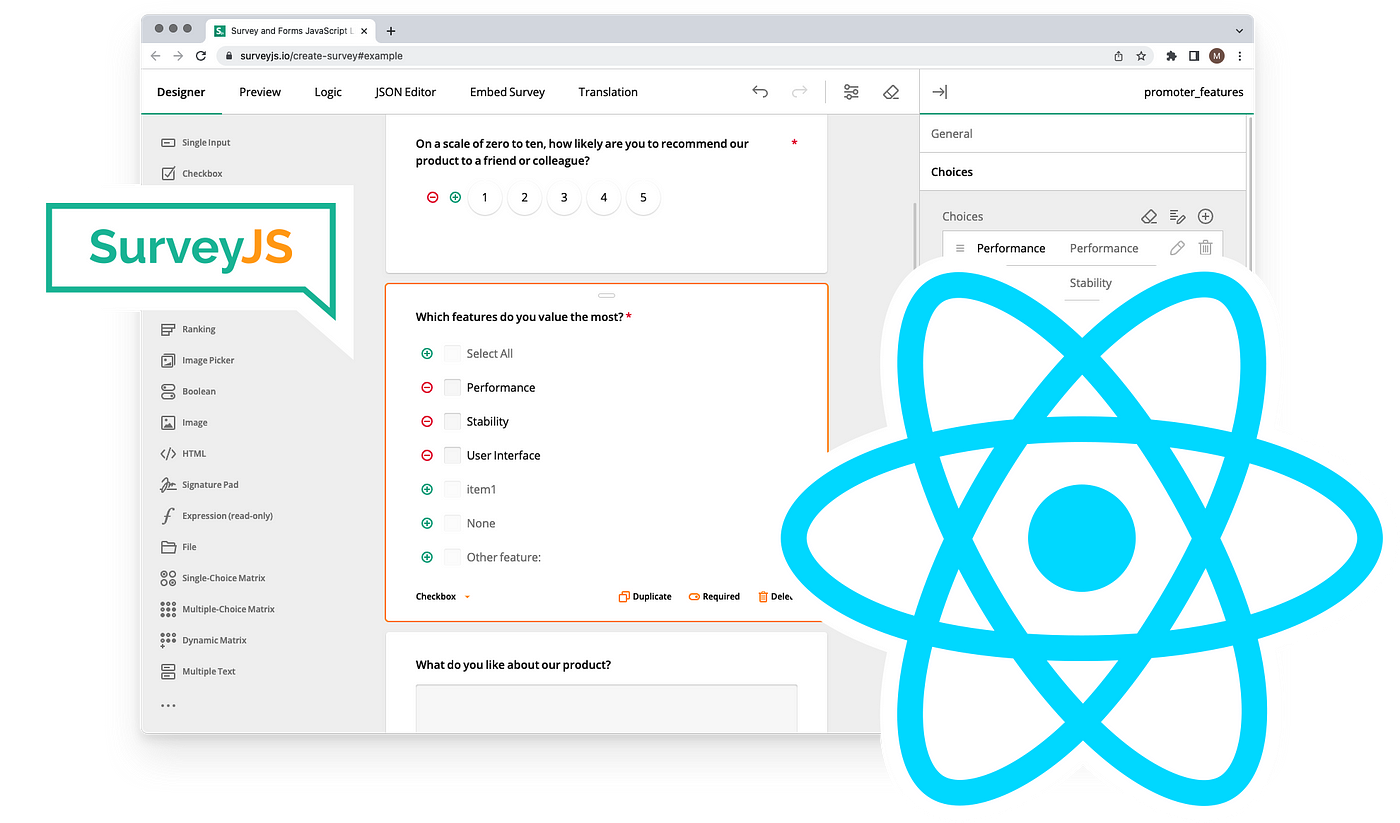 Survey and Forms JavaScript L
surveyjs.io/create-survey#example
M
Designer
Preview
Logic
JSON Editor
Embed Survey
Translation
promoter_features
Single Input
Checkbox
SurveyJS
Ranking
Image Picker
Boolean
Image
HTML
Signature Pad
Expression (read-only)
File
Single-Choice Matrix
Multiple-Choice Matrix
Dynamic Matrix
Multiple Text
On a scale of zero to ten, how likely are you to recommend our
product to a friend or colleague?
*
1 2 3 4 5
Which features do you value the most? *
Select All
Performance
Stability
User Interface
item1
None
Other feature:
Checkbox
Duplicate
Required
What do you like about our product?
General
Choices
Choices
Performance Performance
Stability